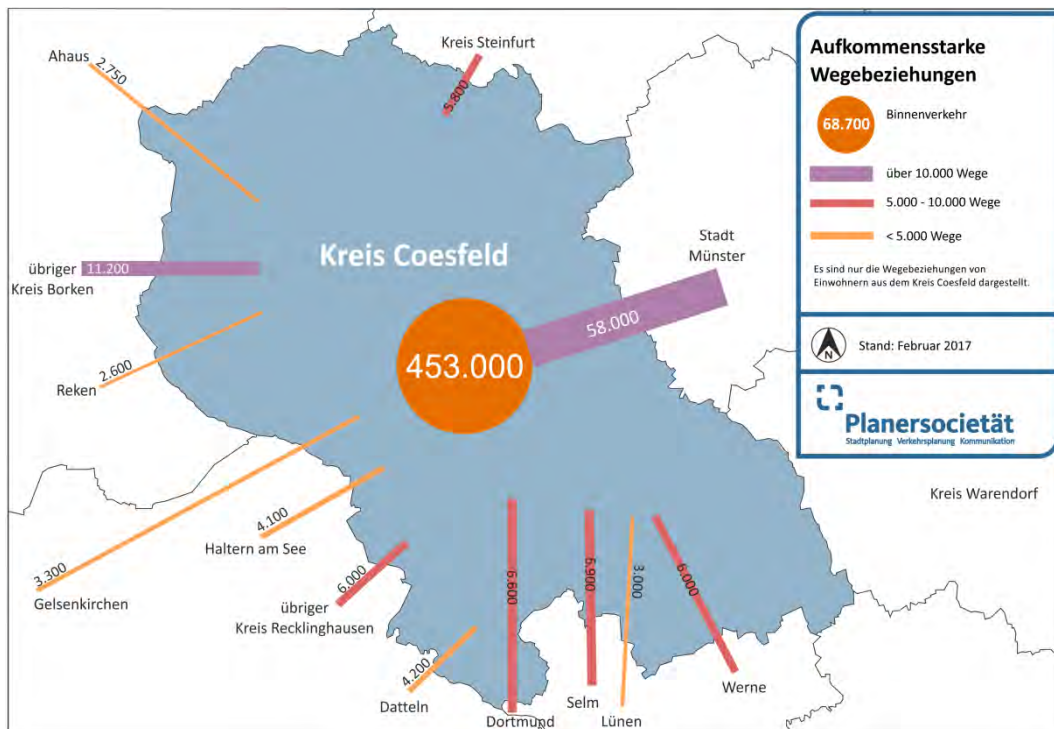 Ahaus
2.750
Kreis Steinfurt
5.800
übriger
Kreis Borken
11.200
Kreis Coesfeld
Stadt
Münster
58.000
453.000
Reken
2.600
Gelsenkirchen
3.300
Haltern am See
4.100
übriger
Kreis Recklinghausen
6.000
Datteln
4.200
Dortmund
6.600
Selm
6.900
Lünen
3.000
Werne
6.000
Kreis Warendorf
Aufkommensstarke
Wegebeziehungen
68.700
Binnenverkehr
über 10.000 Wege
5.000 - 10.000 Wege
< 5.000 Wege
Es sind nur die Wegebeziehungen von
Einwohnern aus dem Kreis Coesfeld dargestellt.
N
Stand: Februar 2017
Planersocietät
Stadtplanung Verkehrsplanung Kommunikation